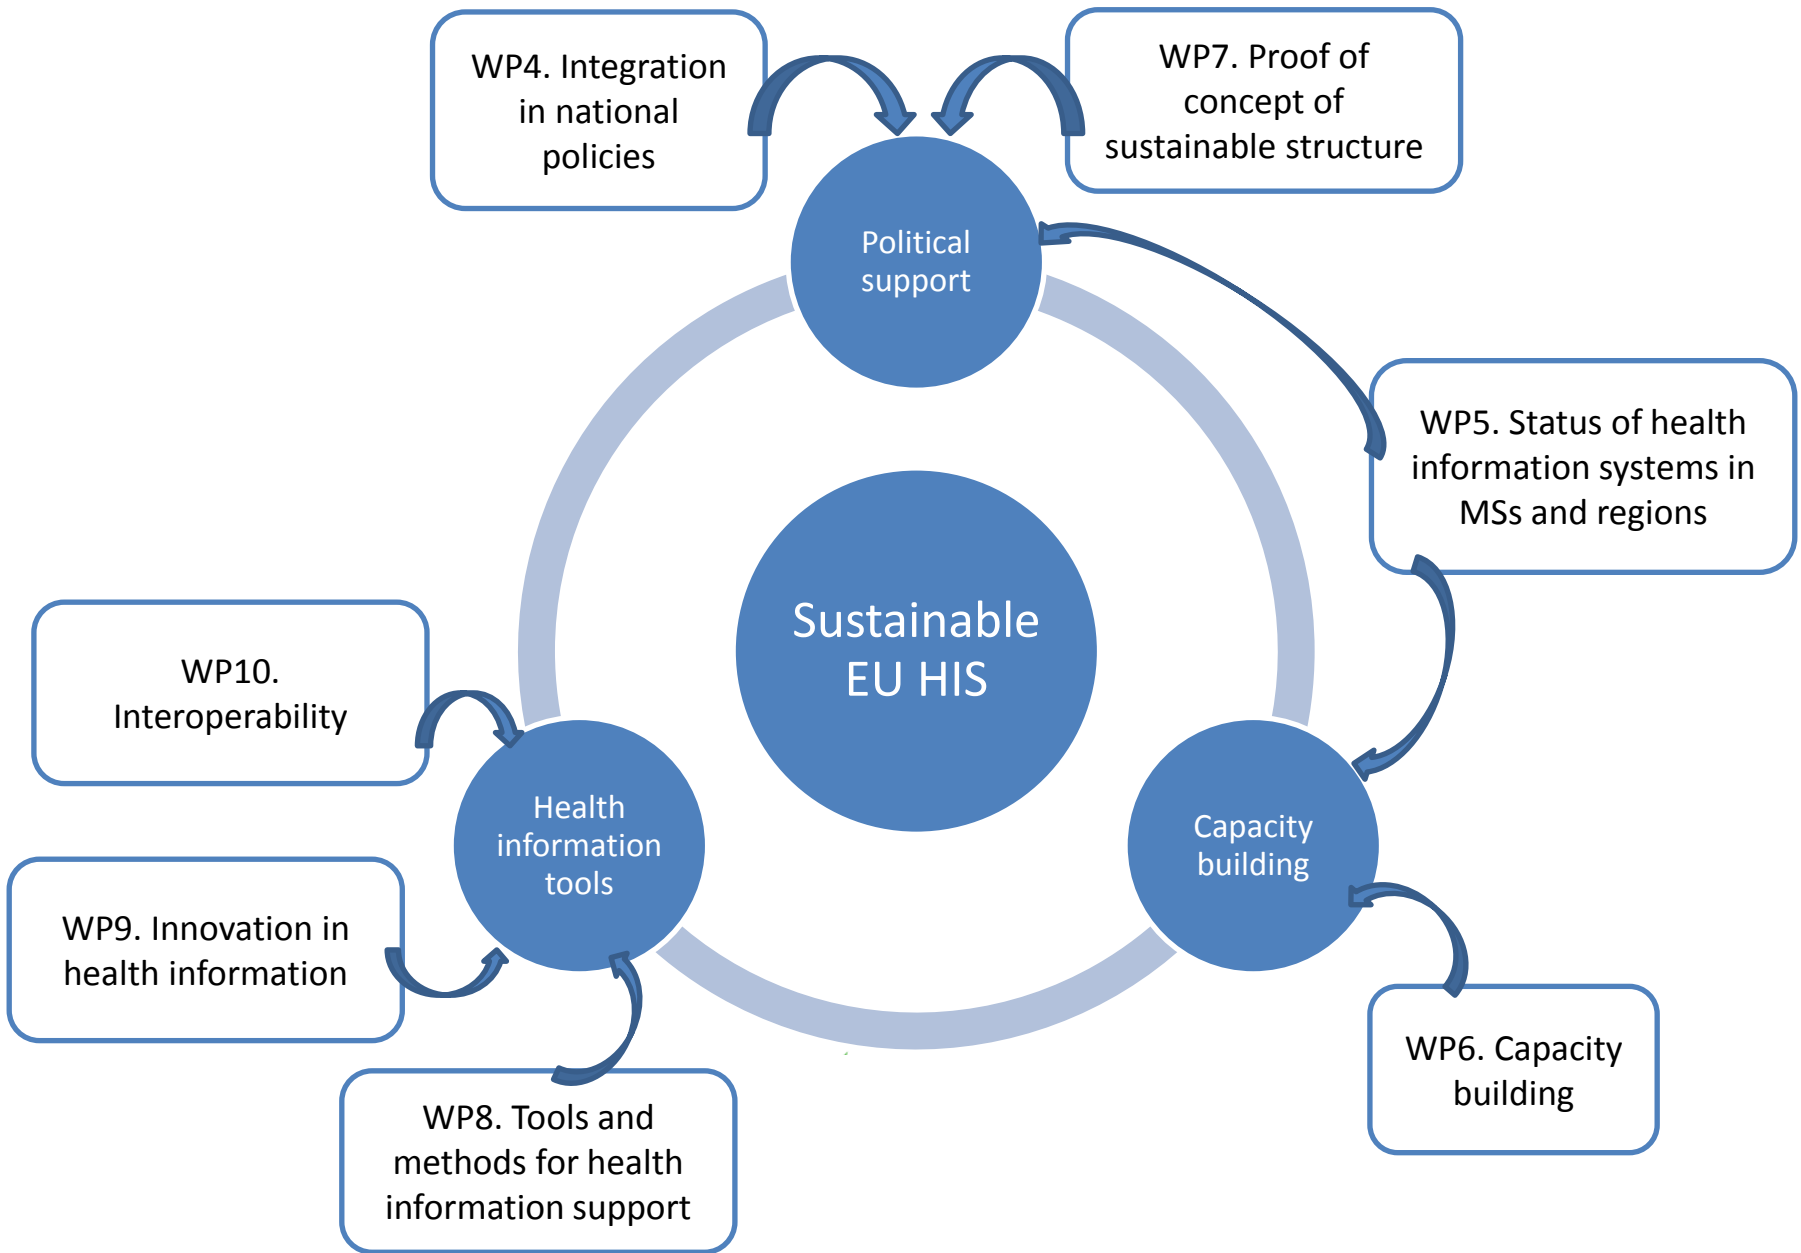 WP4. Integration
in national
policies
WP7. Proof of
concept of
sustainable structure
Political
support
WP5. Status of health
information systems in
MSs and regions
Sustainable
EU HIS
WP10.
Interoperability
Health
information
tools
Capacity
building
WP9. Innovation in
health information
WP6. Capacity
building
WP8. Tools and
methods for health
information support